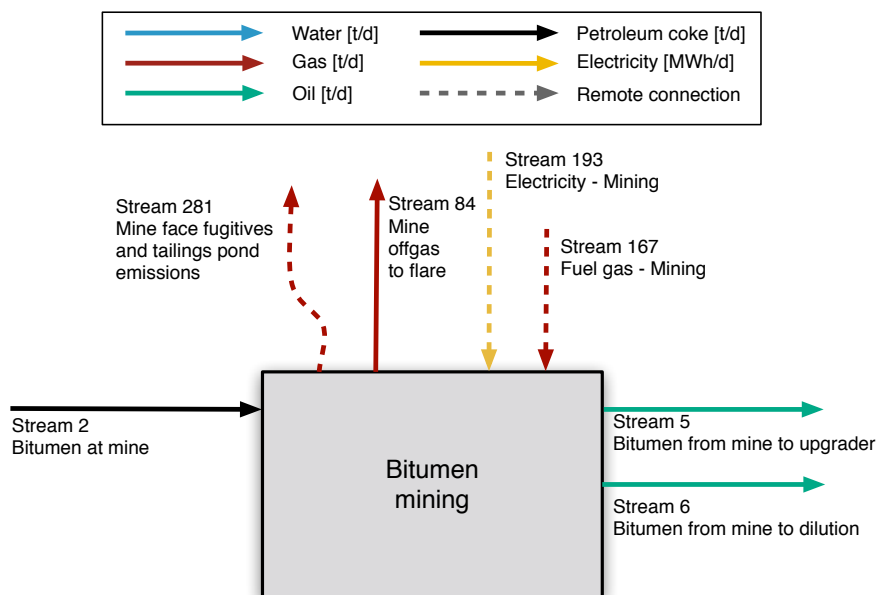 Water [t/d]
Gas [t/d]
Oil [t/d]
Petroleum coke [t/d]
Electricity [MWh/d]
Remote connection
Stream 281
Mine face fugitives
and tailings pond
emissions
Stream 84
Mine
offgas
to flare
Stream 193
Electricity - Mining
Stream 167
Fuel gas - Mining
Stream 2
Bitumen at mine
Bitumen
mining
Stream 5
Bitumen from mine to upgrader
Stream 6
Bitumen from mine to dilution